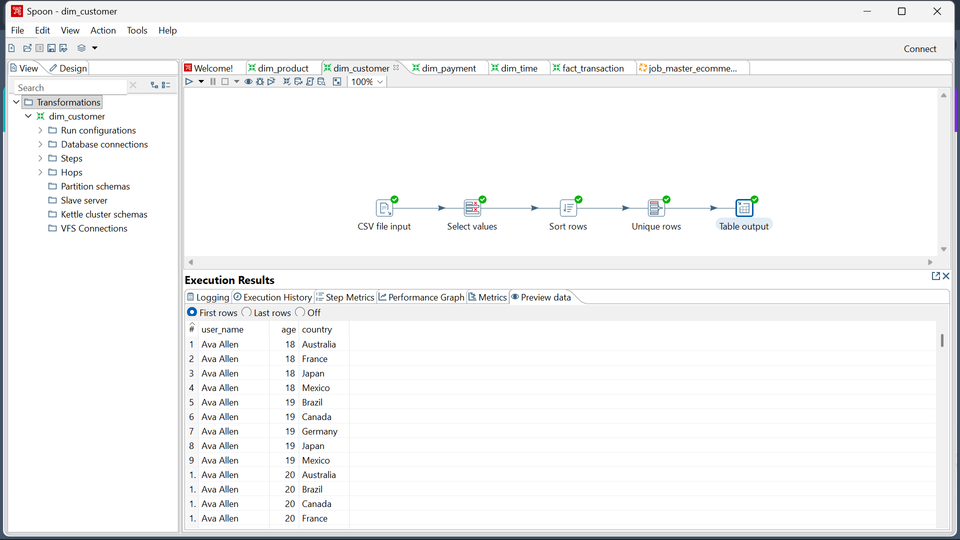 Spoon - dim_customer
File Edit View Action Tools Help
Connect
View Design
Search
Transformations
dim_customer
Run configurations
Database connections
Steps
Hops
Partition schemas
Slave server
Kettle cluster schemas
VFS Connections
Welcome! dim_product dim_customer dim_payment dim_time fact_transaction job_master_ecomme...
100%
CSV file input Select values Sort rows Unique rows Table output
Execution Results
Logging Execution History Step Metrics Performance Graph Metrics Preview data
First rows Last rows Off
# user_name age country
1 Ava Allen 18 Australia
2 Ava Allen 18 France
3 Ava Allen 18 Japan
4 Ava Allen 18 Mexico
5 Ava Allen 19 Brazil
6 Ava Allen 19 Canada
7 Ava Allen 19 Germany
8 Ava Allen 19 Japan
9 Ava Allen 19 Mexico
1. Ava Allen 20 Australia
1. Ava Allen 20 Brazil
1. Ava Allen 20 Canada
1. Ava Allen 20 France